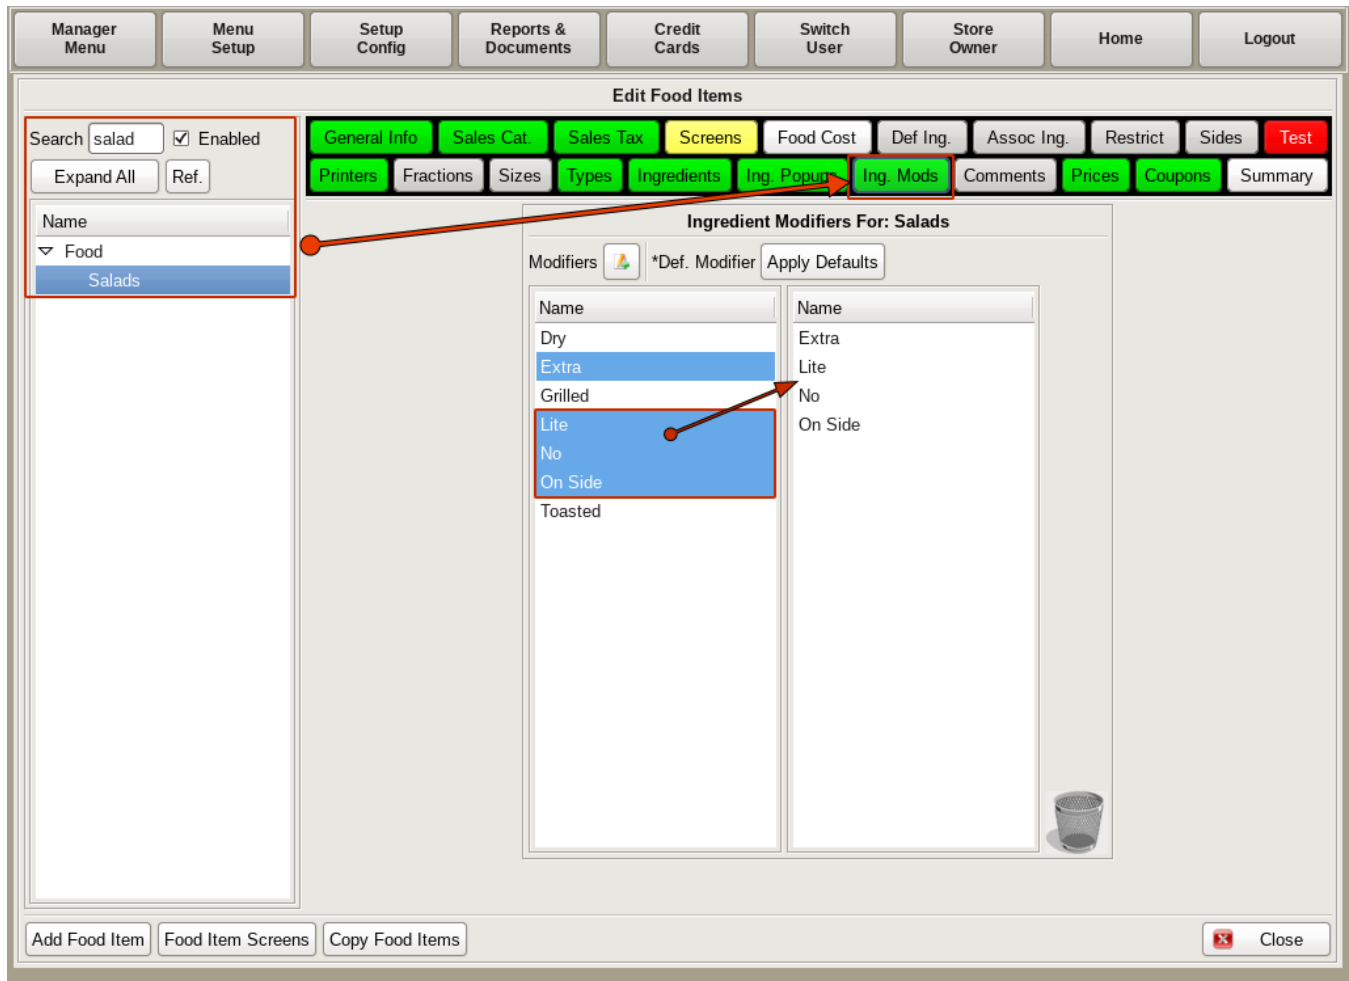 Manager Menu Setup Reports & Credit Switch Store Home Logout
Menu Setup Config Documents Cards User Owner
Edit Food Items
Search salad Enabled
General Info Sales Cat. Sales Tax Screens Food Cost Def Ing. Assoc Ing. Restrict Sides Test
Expand All Ref.
Printers Fractions Sizes Types Ingredients Ing. Popups Ing. Mods Comments Prices Coupons Summary
Name
Food
Salads
Ingredient Modifiers For: Salads
Modifiers *Def. Modifier Apply Defaults
Name
Dry
Extra
Grilled
Lite
No
On Side
Toasted
Name
Extra
Lite
No
On Side
Add Food Item Food Item Screens Copy Food Items Close